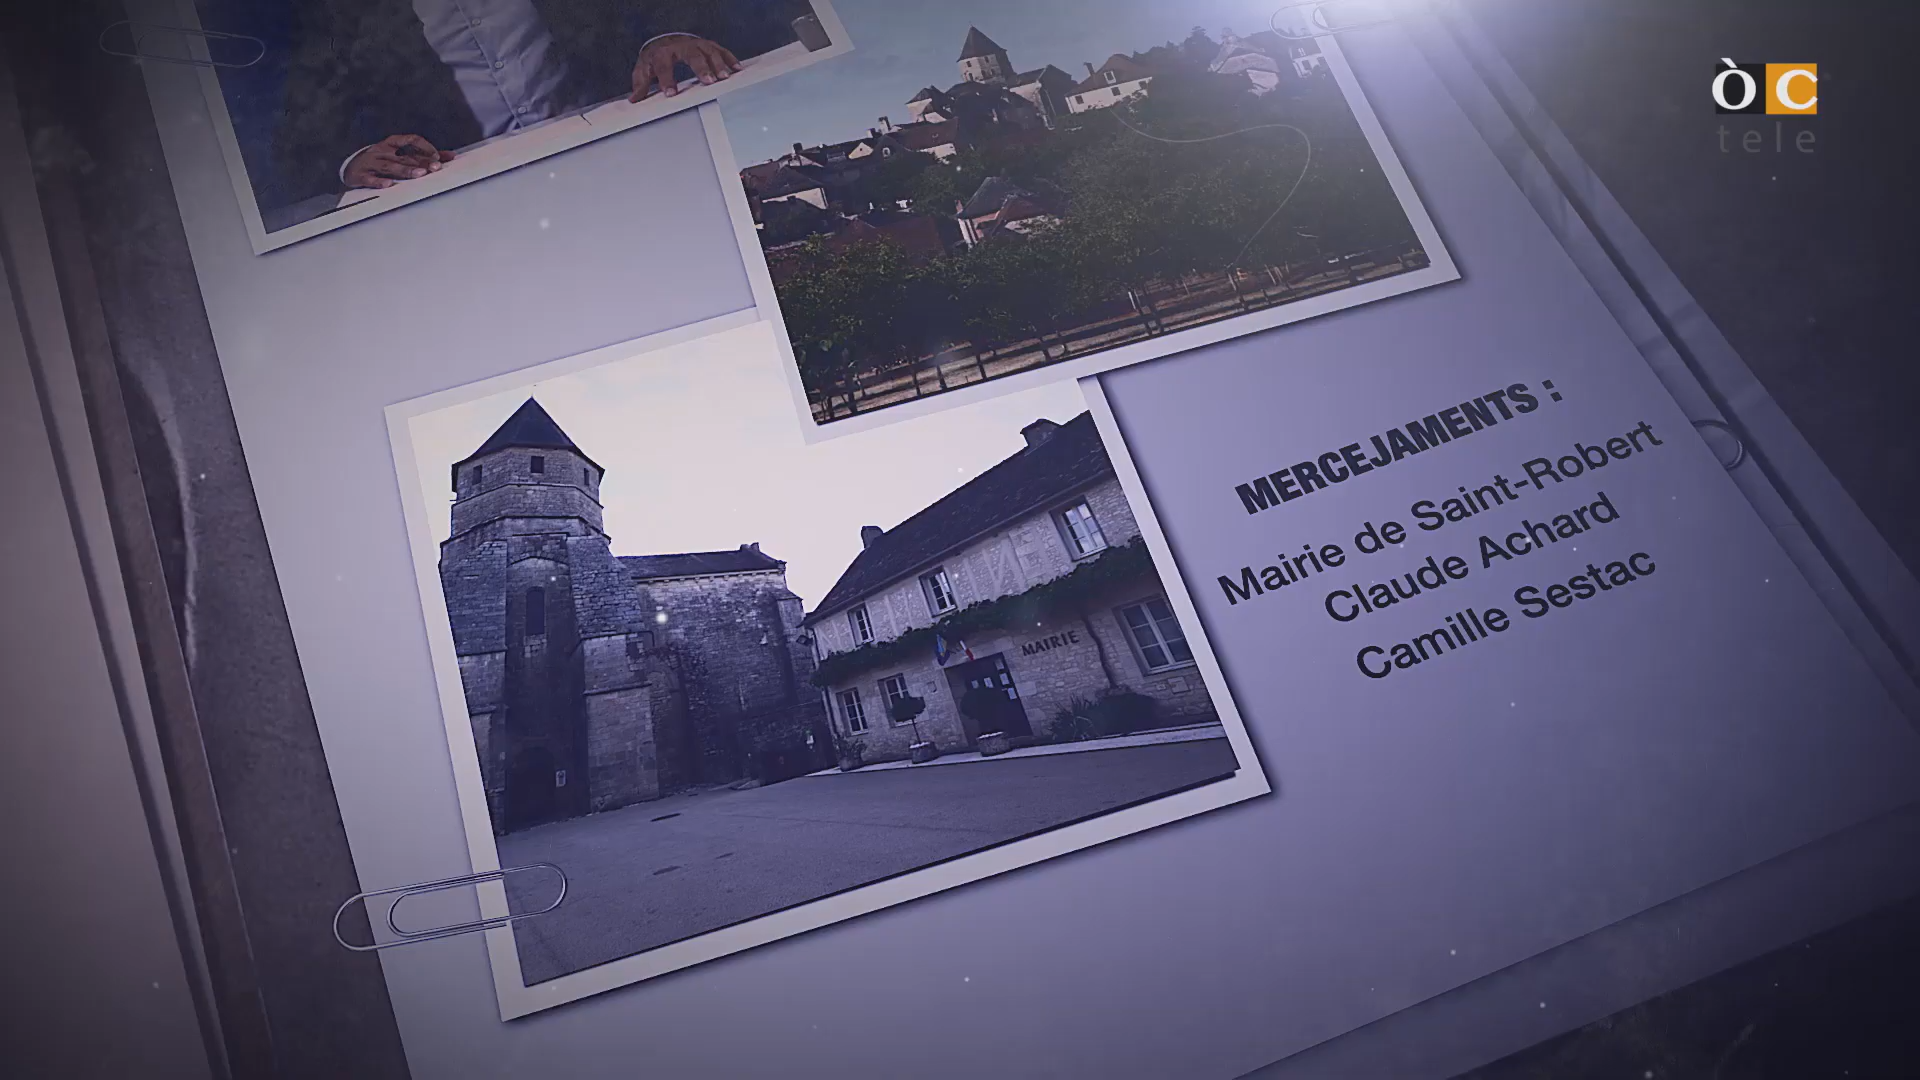 ÒC
tele
MERCEJAMENTS :
Mairie de Saint-Robert
Claude Achard
Camille Sestac
MAIRIE